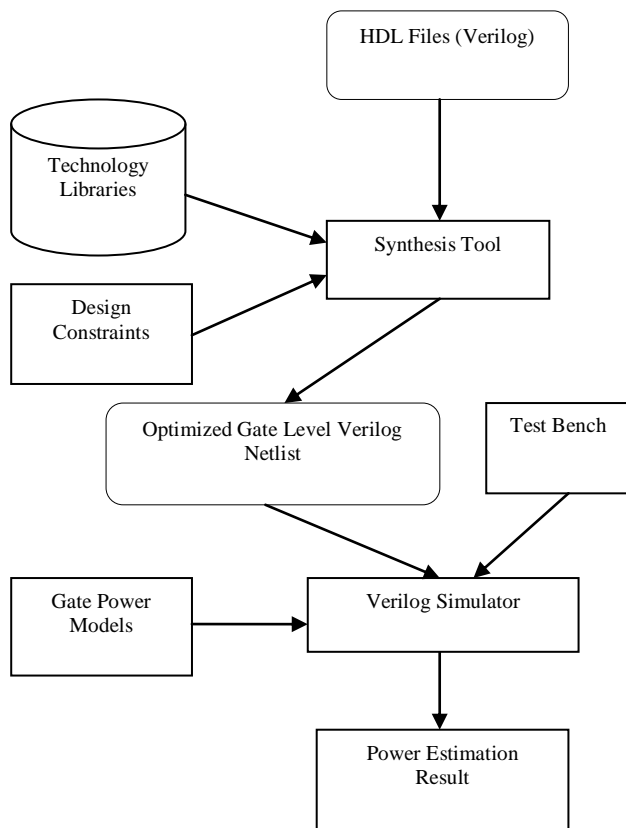 HDL Files (Verilog)
Technology
Libraries
Synthesis Tool
Design
Constraints
Optimized Gate Level Verilog
Netlist
Test Bench
Gate Power
Models
Verilog Simulator
Power Estimation
Result